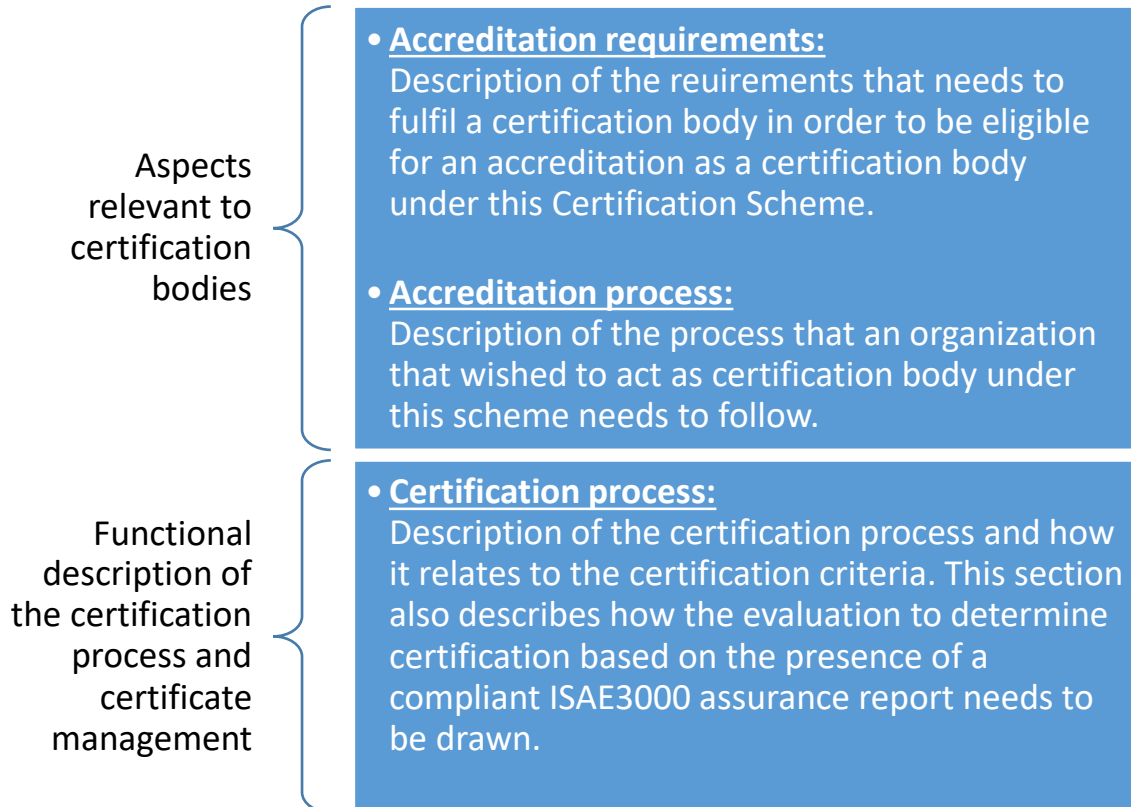 Aspects
relevant to
certification
bodies
• Accreditation requirements:
Description of the reuirements that needs to
fulfil a certification body in order to be eligible
for an accreditation as a certification body
under this Certification Scheme.
• Accreditation process:
Description of the process that an organization
that wished to act as certification body under
this scheme needs to follow.
Functional
description of
the certification
process and
certificate
management
• Certification process:
Description of the certification process and how
it relates to the certification criteria. This section
also describes how the evaluation to determine
certification based on the presence of a
compliant ISAE3000 assurance report needs to
be drawn.